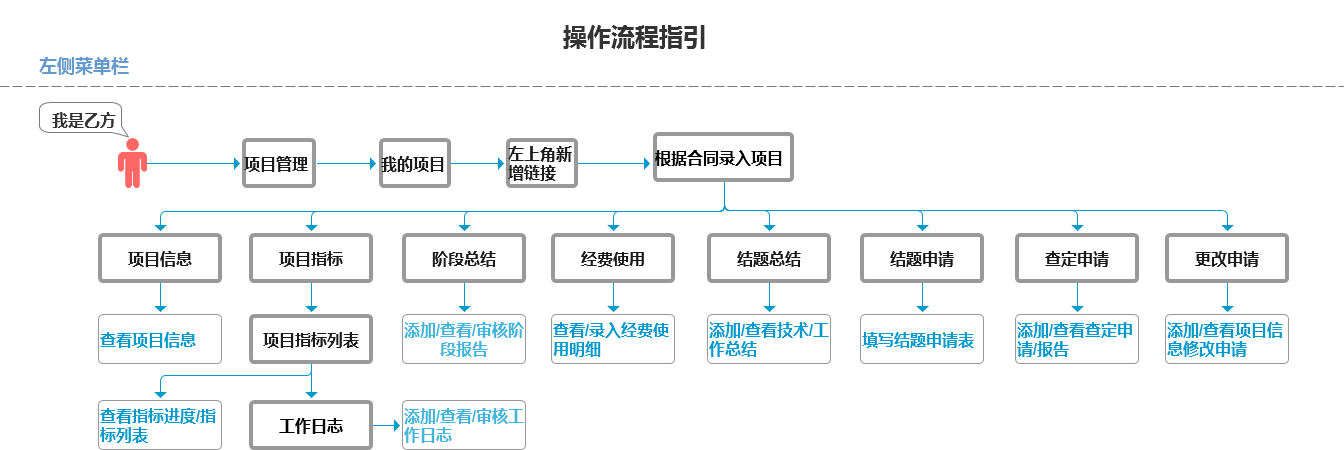 操作流程指引
左侧菜单栏
我是乙方
项目管理
我的项目
左上角新
增链接
根据合同录入项目
项目信息
项目指标
阶段总结
经费使用
结题总结
结题申请
查定申请
更改申请
查看项目信息
项目指标列表
添加/查看/审核阶
段报告
查看/录入经费使
用明细
添加/查看技术/工
作总结
填写结题申请表
添加/查看查定申
请/报告
添加/查看项目信
息修改申请
查看指标进度/指
标列表
工作日志
添加/查看/审核工
作日志